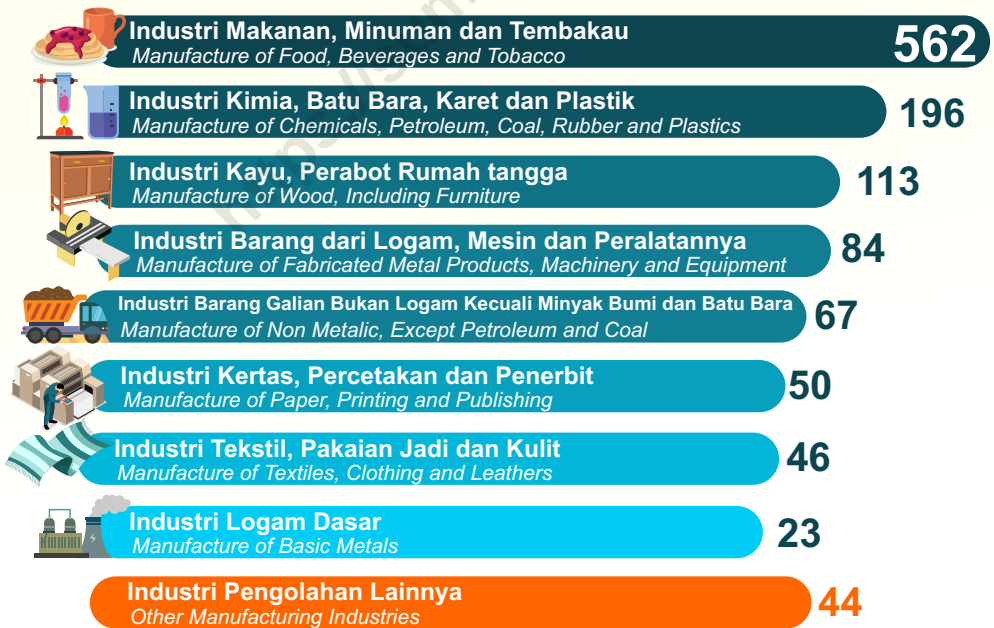 Industri Makanan, Minuman dan Tembakau
Manufacture of Food, Beverages and Tobacco
562
Industri Kimia, Batu Bara, Karet dan Plastik
Manufacture of Chemicals, Petroleum, Coal, Rubber and Plastics
196
Industri Kayu, Perabot Rumah tangga
Manufacture of Wood, Including Furniture
113
Industri Barang dari Logam, Mesin dan Peralatannya
Manufacture of Fabricated Metal Products, Machinery and Equipment
84
Industri Barang Galian Bukan Logam Kecuali Minyak Bumi dan Batu Bara
Manufacture of Non Metalic, Except Petroleum and Coal
67
Industri Kertas, Percetakan dan Penerbit
Manufacture of Paper, Printing and Publishing
50
Industri Tekstil, Pakaian Jadi dan Kulit
Manufacture of Textiles, Clothing and Leathers
46
Industri Logam Dasar
Manufacture of Basic Metals
23
Industri Pengolahan Lainnya
Other Manufacturing Industries
44